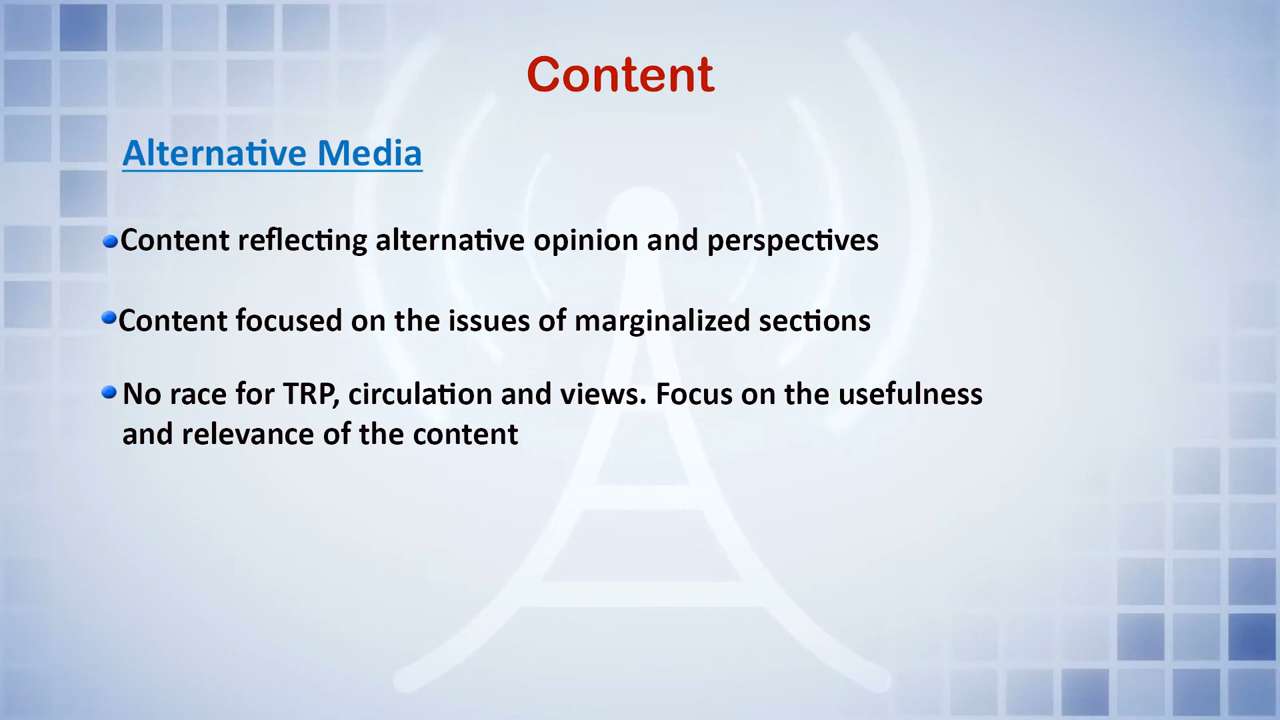 Content
Alternative Media
Content reflecting alternative opinion and perspectives
Content focused on the issues of marginalized sections
No race for TRP, circulation and views. Focus on the usefulness
and relevance of the content